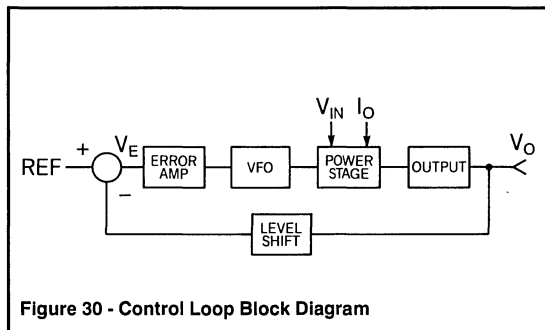 V_IN I_O
REF + V_E ERROR AMP VFO POWER STAGE OUTPUT V_O
−
LEVEL SHIFT
Figure 30 - Control Loop Block Diagram